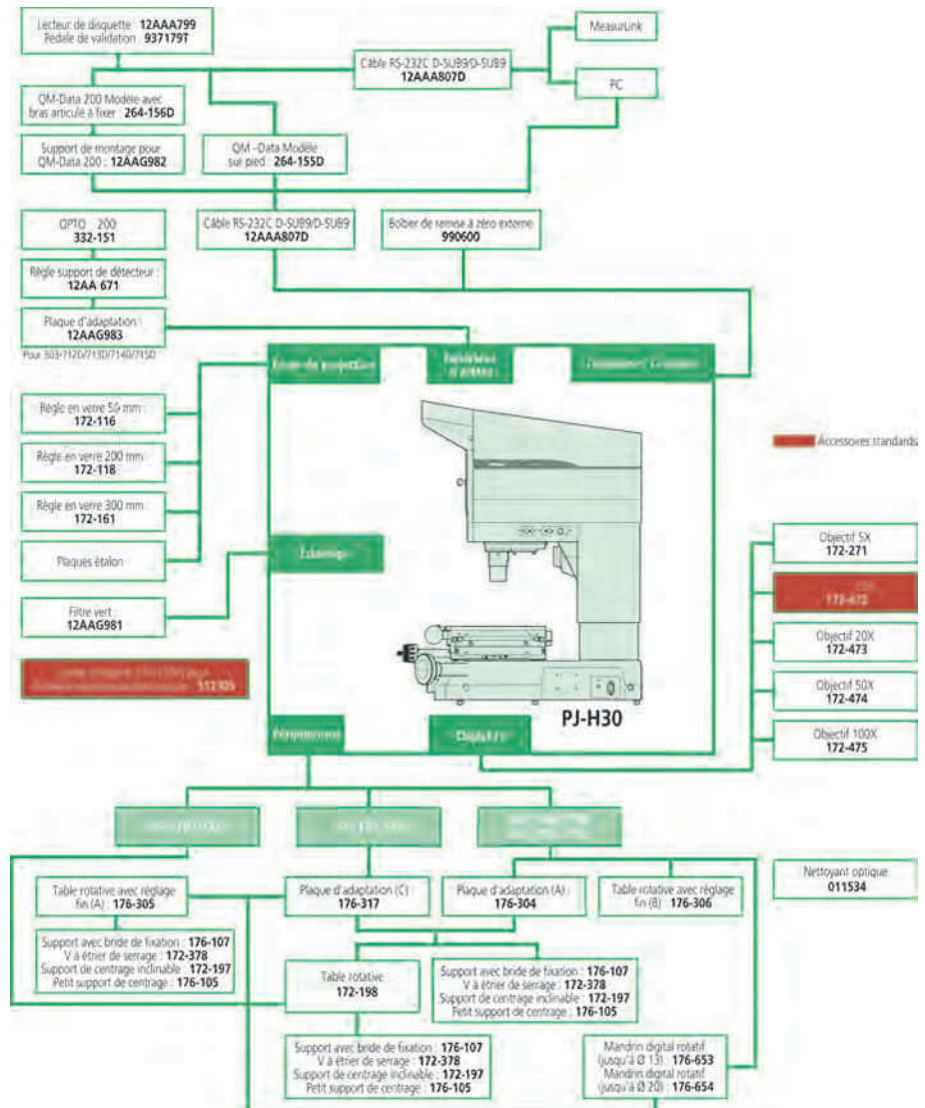 Lecteur de disquette : 12AAA799
Pédale de validation : 937179T
MeasurLink
Câble RS-232C D-SUB9/D-SUB9
12AAA807D
PC
QM-Data 200 Modèle avec
bras articulé à fixer : 264-156D
Support de montage pour
QM-Data 200 : 12AAG982
QM -Data Modèle
sur pied : 264-155D
OPTO 200
332-151
Câble RS-232C D-SUB9/D-SUB9
12AAA807D
Boîtier de remise à zéro externe
990600
Règle support de détecteur :
12AA 671
Plaque d'adaptation :
12AAG983
Pour 303-712D/713D/714D/715D
Ecran de projection
Règle en verre 50 mm :
172-116
Règle en verre 200 mm :
172-118
Règle en verre 300 mm :
172-161
Plaques étalon
Filtre vert :
12AAG981
Eclairage
512305
Accessoires standards
Objectif 5X
172-271
172-472
Objectif 20X
172-473
Objectif 50X
172-474
Objectif 100X
172-475
PJ-H30
Objectifs
Nettoyant optique
011534
Table rotative avec réglage
fin (A) : 176-305
Plaque d'adaptation (C) :
176-317
Plaque d'adaptation (A) :
176-304
Table rotative avec réglage
fin (B) : 176-306
Support avec bride de fixation : 176-107
V à étrier de serrage : 172-378
Support de centrage inclinable : 172-197
Petit support de centrage : 176-105
Table rotative :
172-198
Support avec bride de fixation : 176-107
V à étrier de serrage : 172-378
Support de centrage inclinable : 172-197
Petit support de centrage : 176-105
Support avec bride de fixation : 176-107
V à étrier de serrage : 172-378
Support de centrage inclinable : 172-197
Petit support de centrage : 176-105
Mandrin digital rotatif
(jusqu'à Ø 13) : 176-653
Mandrin digital rotatif
(jusqu'à Ø 20) : 176-654